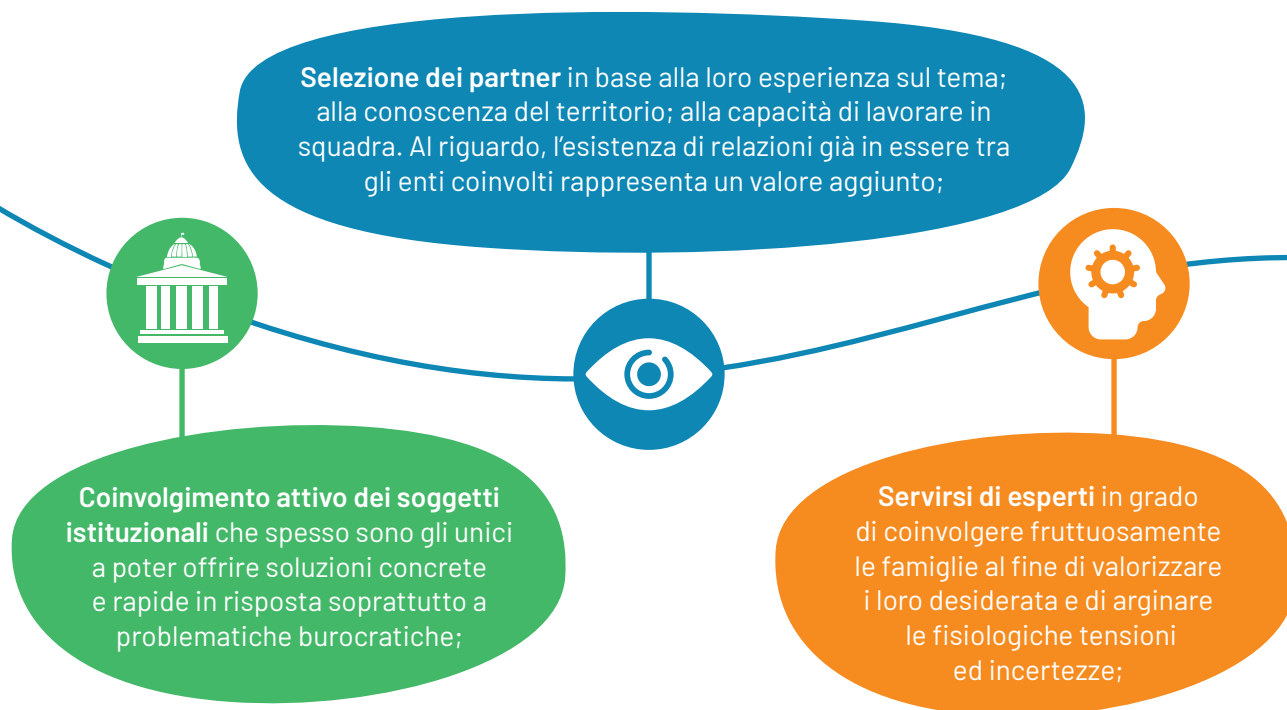 Selezione dei partner in base alla loro esperienza sul tema;
alla conoscenza del territorio; alla capacità di lavorare in
squadra. Al riguardo, l’esistenza di relazioni già in essere tra
gli enti coinvolti rappresenta un valore aggiunto;
Coinvolgimento attivo dei soggetti
istituzionali che spesso sono gli unici
a poter offrire soluzioni concrete
e rapide in risposta soprattutto a
problematiche burocratiche;
Servirsi di esperti in grado
di coinvolgere fruttuosamente
le famiglie al fine di valorizzare
i loro desiderata e di arginare
le fisiologiche tensioni
ed incertezze;